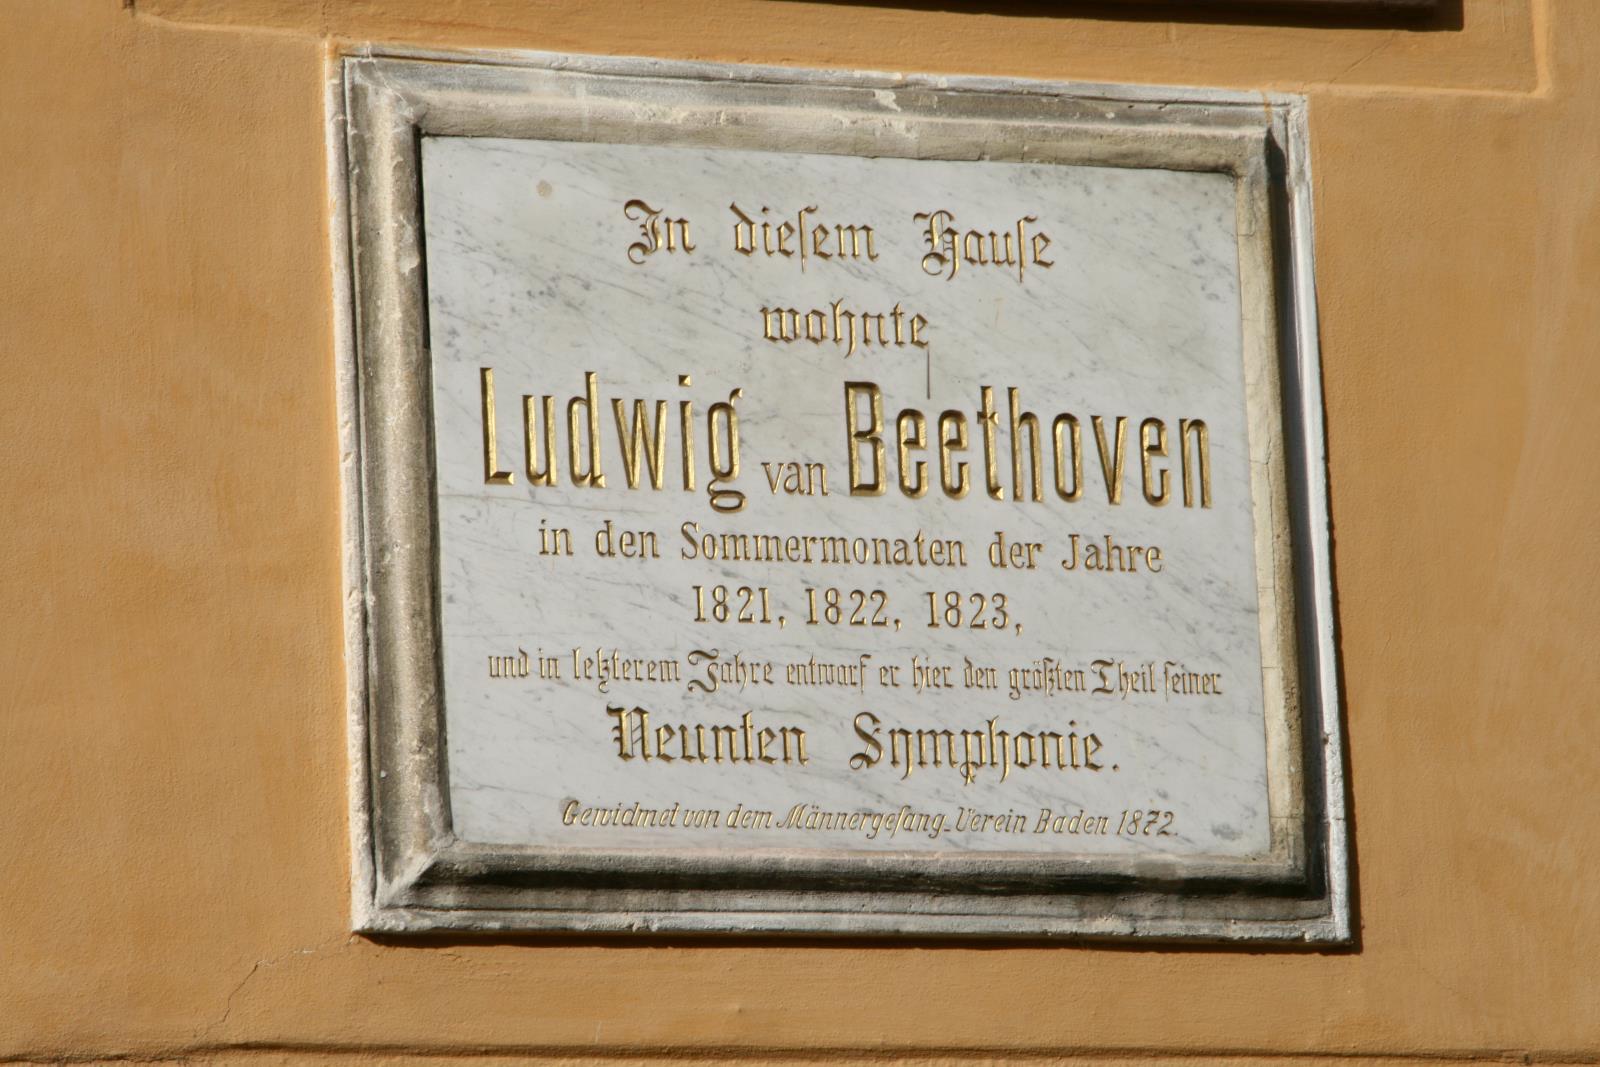 In dieſem Hauſe
wohnte
Ludwig van Beethoven
in den Sommermonaten der Jahre
1821, 1822, 1823,
und in letzterem Jahre entwarf er hier den größten Theil ſeiner
Neunten Symphonie.
Gewidmet von dem Männergeſang-Verein Baden 1872.